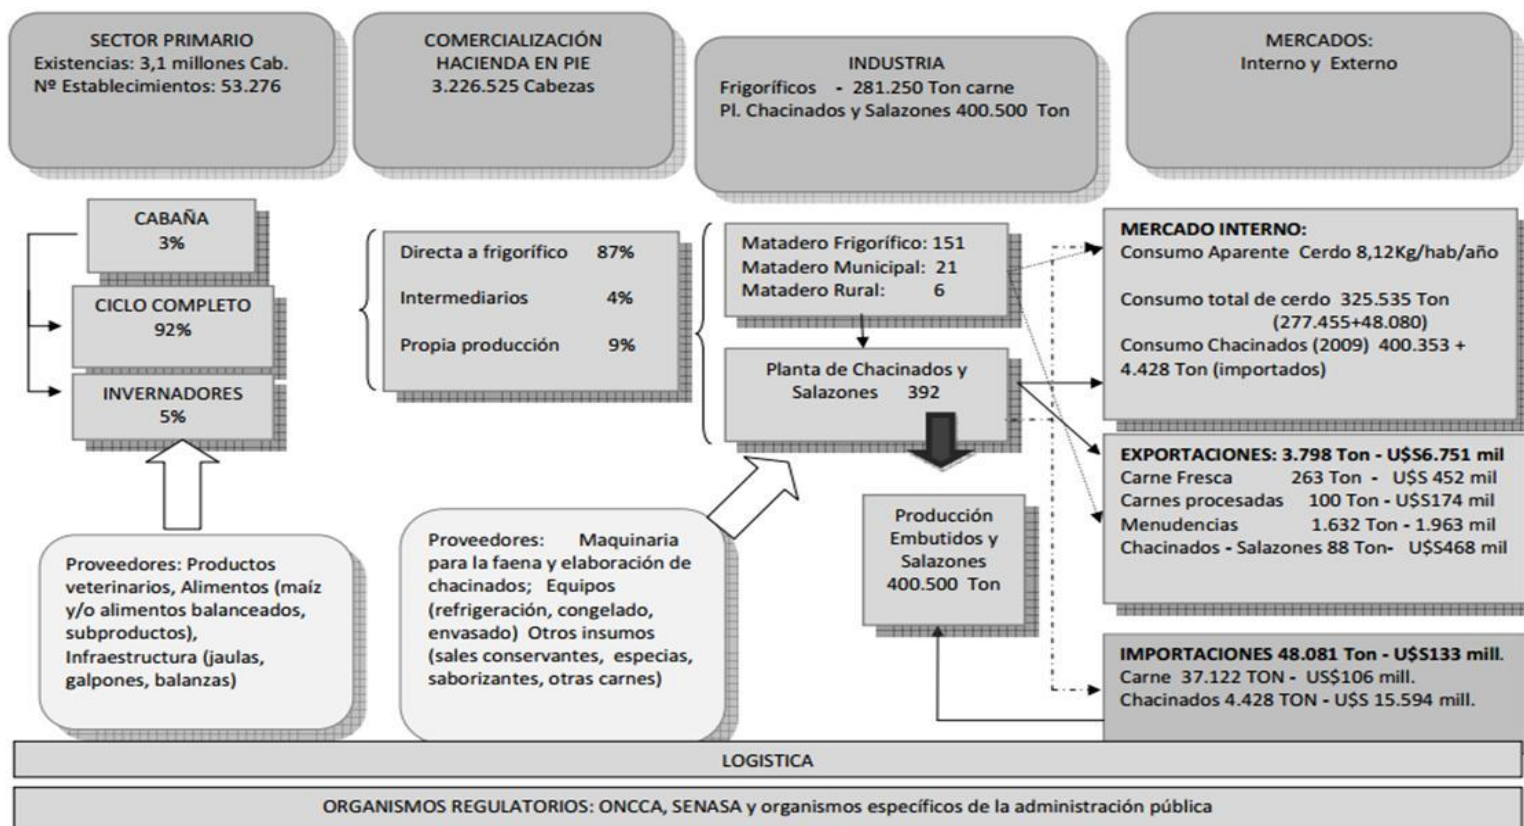 SECTOR PRIMARIO
Existencias: 3,1 millones Cab.
Nº Establecimientos: 53.276
COMERCIALIZACIÓN
HACIENDA EN PIE
3.226.525 Cabezas
INDUSTRIA
Frigoríficos - 281.250 Ton carne
Pl. Chacinados y Salazones 400.500 Ton
MERCADOS:
Interno y Externo
CABAÑA
3%
CICLO COMPLETO
92%
INVERNADORES
5%
Directa a frigorífico 87%
Intermediarios 4%
Propia producción 9%
Matadero Frigorífico: 151
Matadero Municipal: 21
Matadero Rural: 6
Planta de Chacinados y
Salazones 392
MERCADO INTERNO:
Consumo Aparente Cerdo 8,12Kg/hab/año
Consumo total de cerdo 325.535 Ton
(277.455+48.080)
Consumo Chacinados (2009) 400.353 +
4.428 Ton (importados)
EXPORTACIONES: 3.798 Ton - U$S6.751 mil
Carne Fresca 263 Ton - U$S 452 mil
Carnes procesadas 100 Ton - U$S174 mil
Menudencias 1.632 Ton - 1.963 mil
Chacinados - Salazones 88 Ton- U$S468 mil
Proveedores: Productos
veterinarios, Alimentos (maíz
y/o alimentos balanceados,
subproductos),
Infraestructura (jaulas,
galpones, balanzas)
Proveedores: Maquinaria
para la faena y elaboración de
chacinados; Equipos
(refrigeración, congelado,
envasado) Otros insumos
(sales conservantes, especias,
saborizantes, otras carnes)
Producción
Embutidos y
Salazones
400.500 Ton
IMPORTACIONES 48.081 Ton - U$S133 mill.
Carne 37.122 TON - US$106 mill.
Chacinados 4.428 TON - U$S 15.594 mill.
LOGISTICA
ORGANISMOS REGULATORIOS: ONCCA, SENASA y organismos específicos de la administración pública